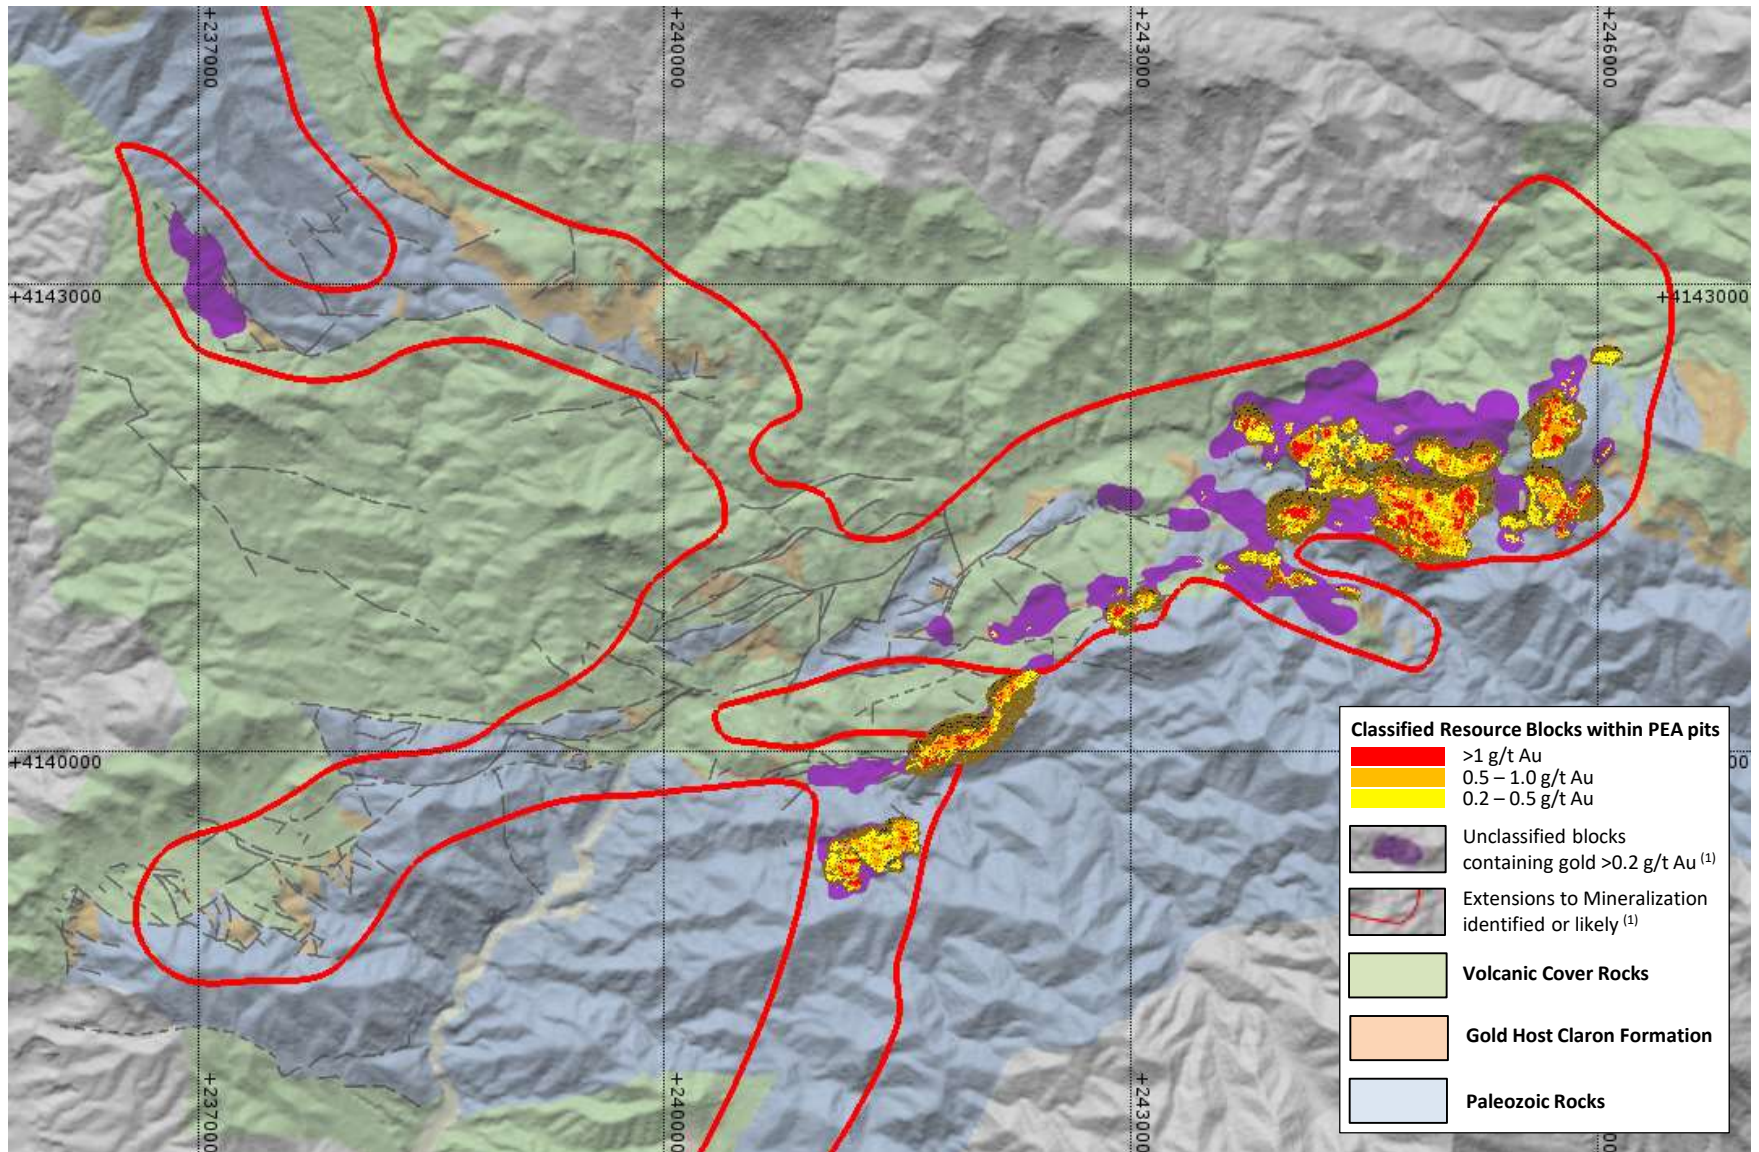 +237000
+240000
+243000
+246000
+4143000
+4143000
+4140000
00
Classified Resource Blocks within PEA pits
>1 g/t Au
0.5 – 1.0 g/t Au
0.2 – 0.5 g/t Au
Unclassified blocks
containing gold >0.2 g/t Au (1)
Extensions to Mineralization
identified or likely (1)
Volcanic Cover Rocks
Gold Host Claron Formation
Paleozoic Rocks
+237000
+240000
+243000